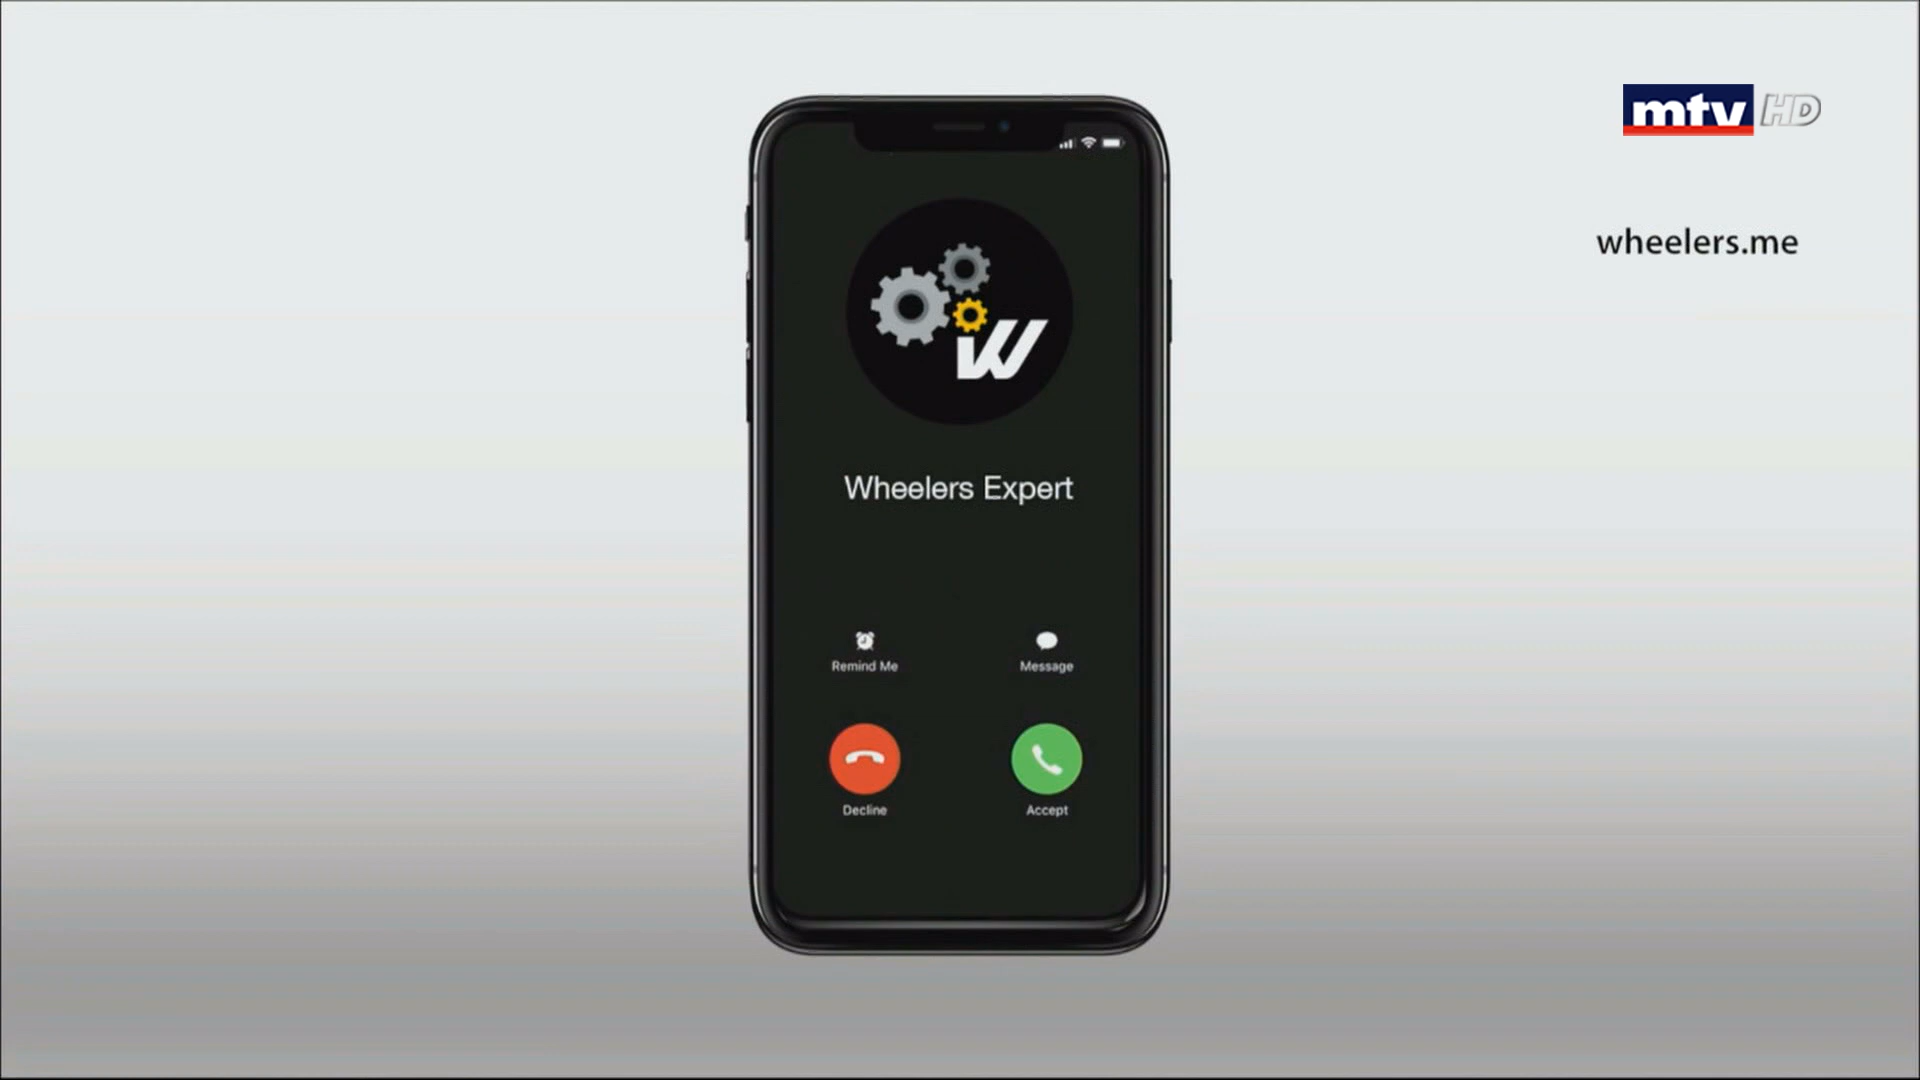 mtv HD
wheelers.me
W
Wheelers Expert
Remind Me
Message
Decline
Accept